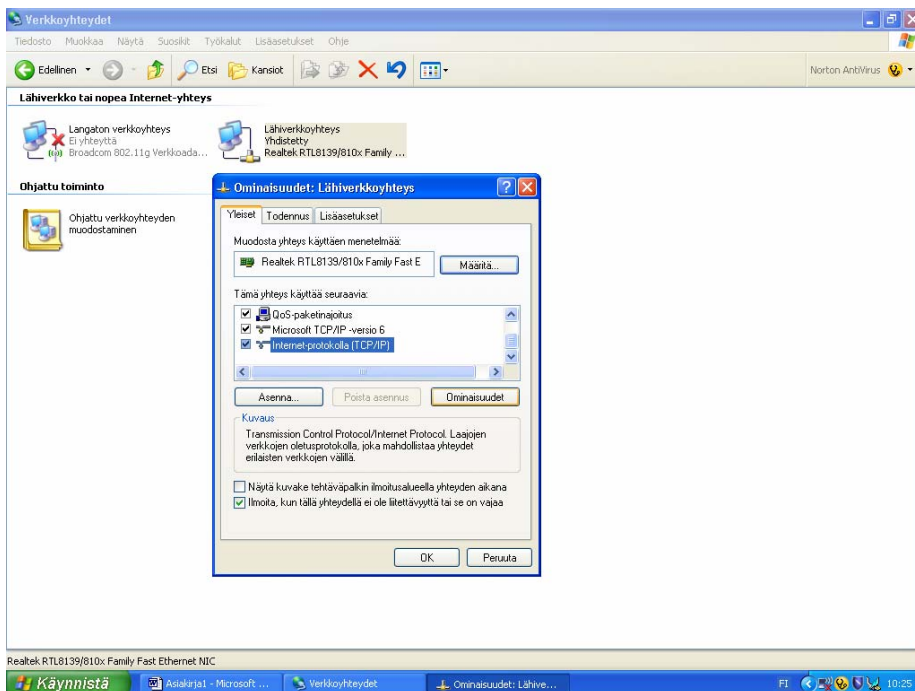 Verkkoyhteydet
Tiedosto Muokkaa Näytä Suosikit Työkalut Lisäasetukset Ohje
Edellinen Etsi Kansiot Norton AntiVirus
Lähiverkko tai nopea Internet-yhteys
Langaton verkkoyhteys
Ei yhteyttä
Broadcom 802.11g Verkkoada...
Lähiverkkoyhteys
Yhdistetty
Realtek RTL8139/810x Family ...
Ohjattu toiminto
Ohjattu verkkoyhteyden
muodostaminen
Ominaisuudet: Lähiverkkoyhteys
Yleiset Todennus Lisäasetukset
Muodosta yhteys käyttäen menetelmää:
Realtek RTL8139/810x Family Fast E Määritä...
Tämä yhteys käyttää seuraavia:
QoS-paketinajoitus
Microsoft TCP/IP -versio 6
Internet-protokolla (TCP/IP)
Asenna... Poista asennus Ominaisuudet
Kuvaus
Transmission Control Protocol/Internet Protocol. Laajojen
verkkojen oletusprotokolla, joka mahdollistaa yhteydet
erilaisten verkkojen välillä.
Näytä kuvake tehtäväpalkin ilmoitusalueella yhteyden aikana
Ilmoita, kun tällä yhteydellä ei ole liitettävyyttä tai se on vajaa
OK Peruuta
Realtek RTL8139/810x Family Fast Ethernet NIC
Käynnistä Asiakirja1 - Microsoft ... Verkkoyhteydet Ominaisuudet: Lähive... FI 10:25